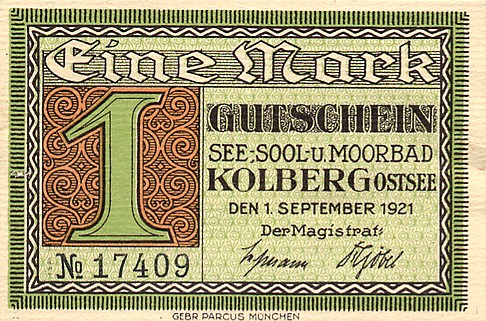 Eine Mark
1
GUTSCHEIN
SEE-, SOOL- U. MOORBAD
KOLBERG OSTSEE
DEN 1. SEPTEMBER 1921
Der Magistrat:
№ 17409
GEBR PARCUS MÜNCHEN